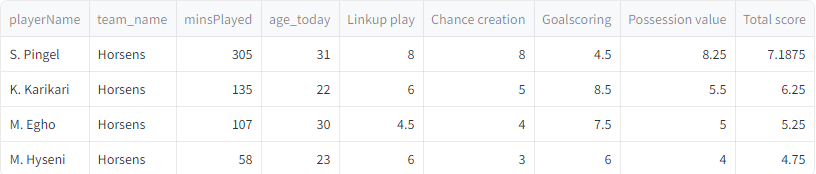 playerName team_name minsPlayed age_today Linkup play Chance creation Goalscoring Possession value Total score
S. Pingel Horsens 305 31 8 8 4.5 8.25 7.1875
K. Karikari Horsens 135 22 6 5 8.5 5.5 6.25
M. Egho Horsens 107 30 4.5 4 7.5 5 5.25
M. Hyseni Horsens 58 23 6 3 6 4 4.75